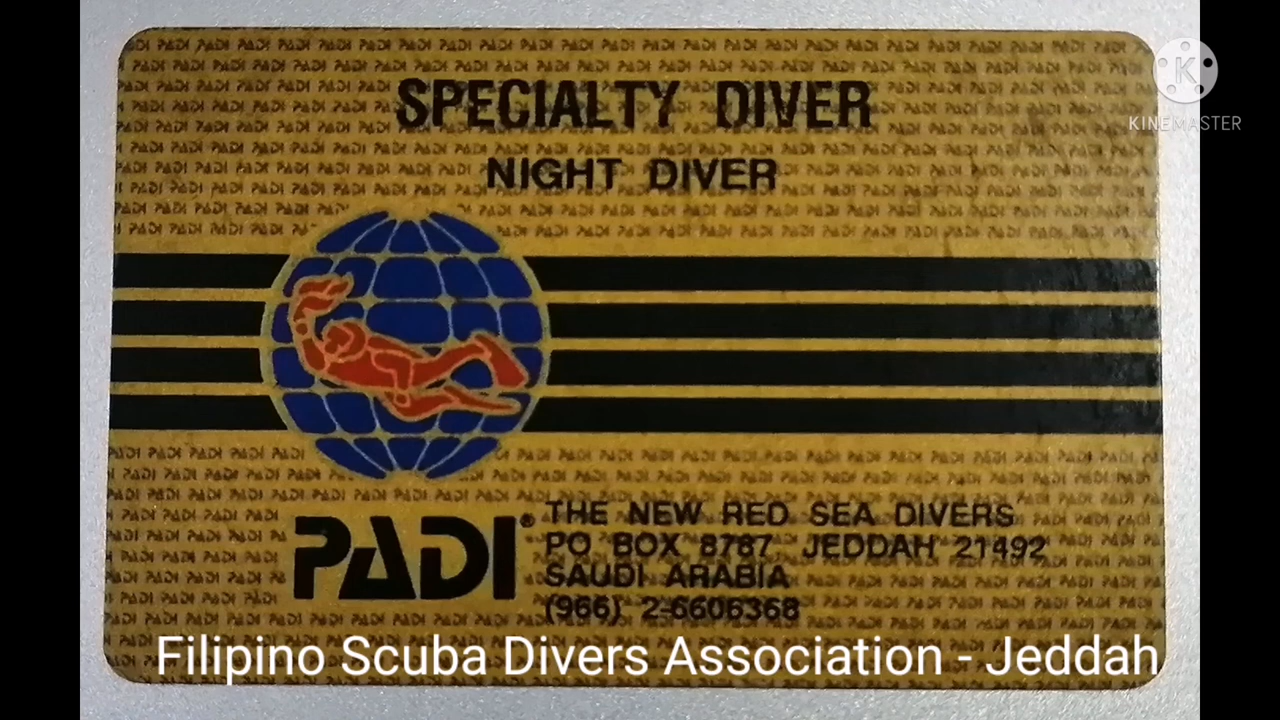 SPECIALTY DIVER
NIGHT DIVER
PADI®
THE NEW RED SEA DIVERS
PO BOX 8787 JEDDAH 21492
SAUDI ARABIA
(966) 2-6606368
Filipino Scuba Divers Association - Jeddah
K
KINEMASTER